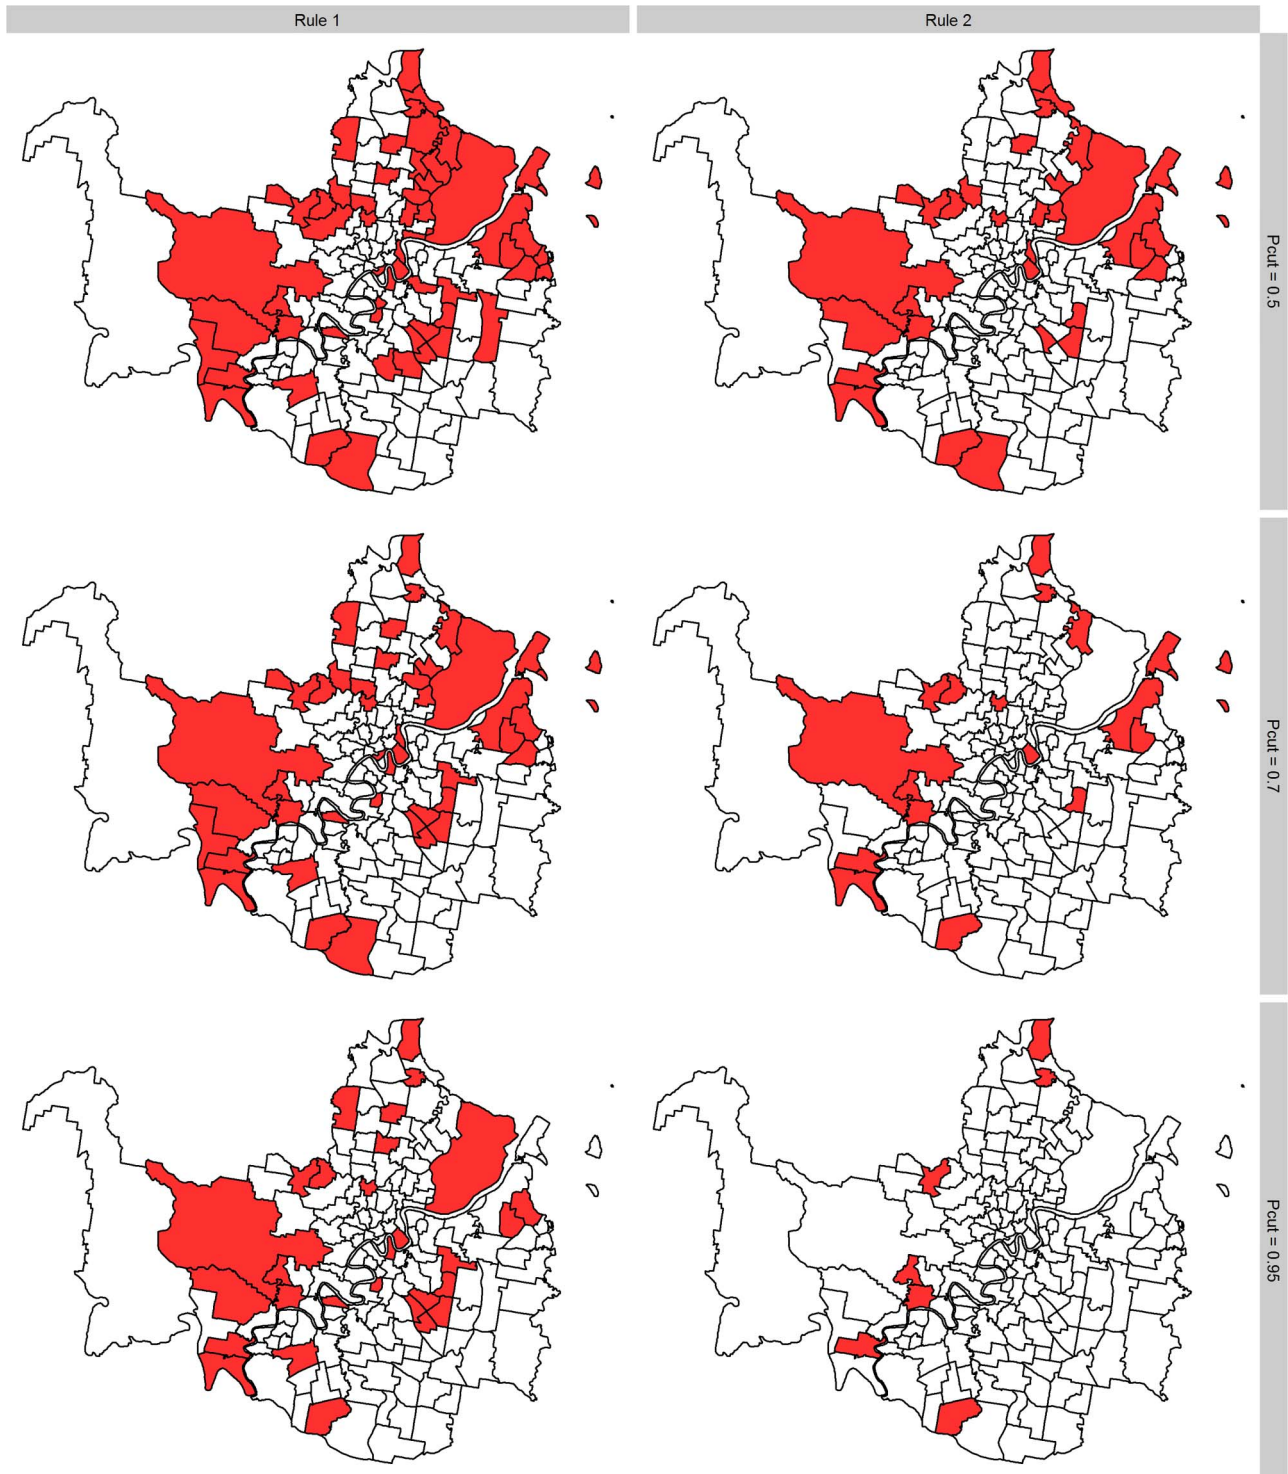 Rule 1
Rule 2
Pcut = 0.5
Pcut = 0.7
Pcut = 0.95